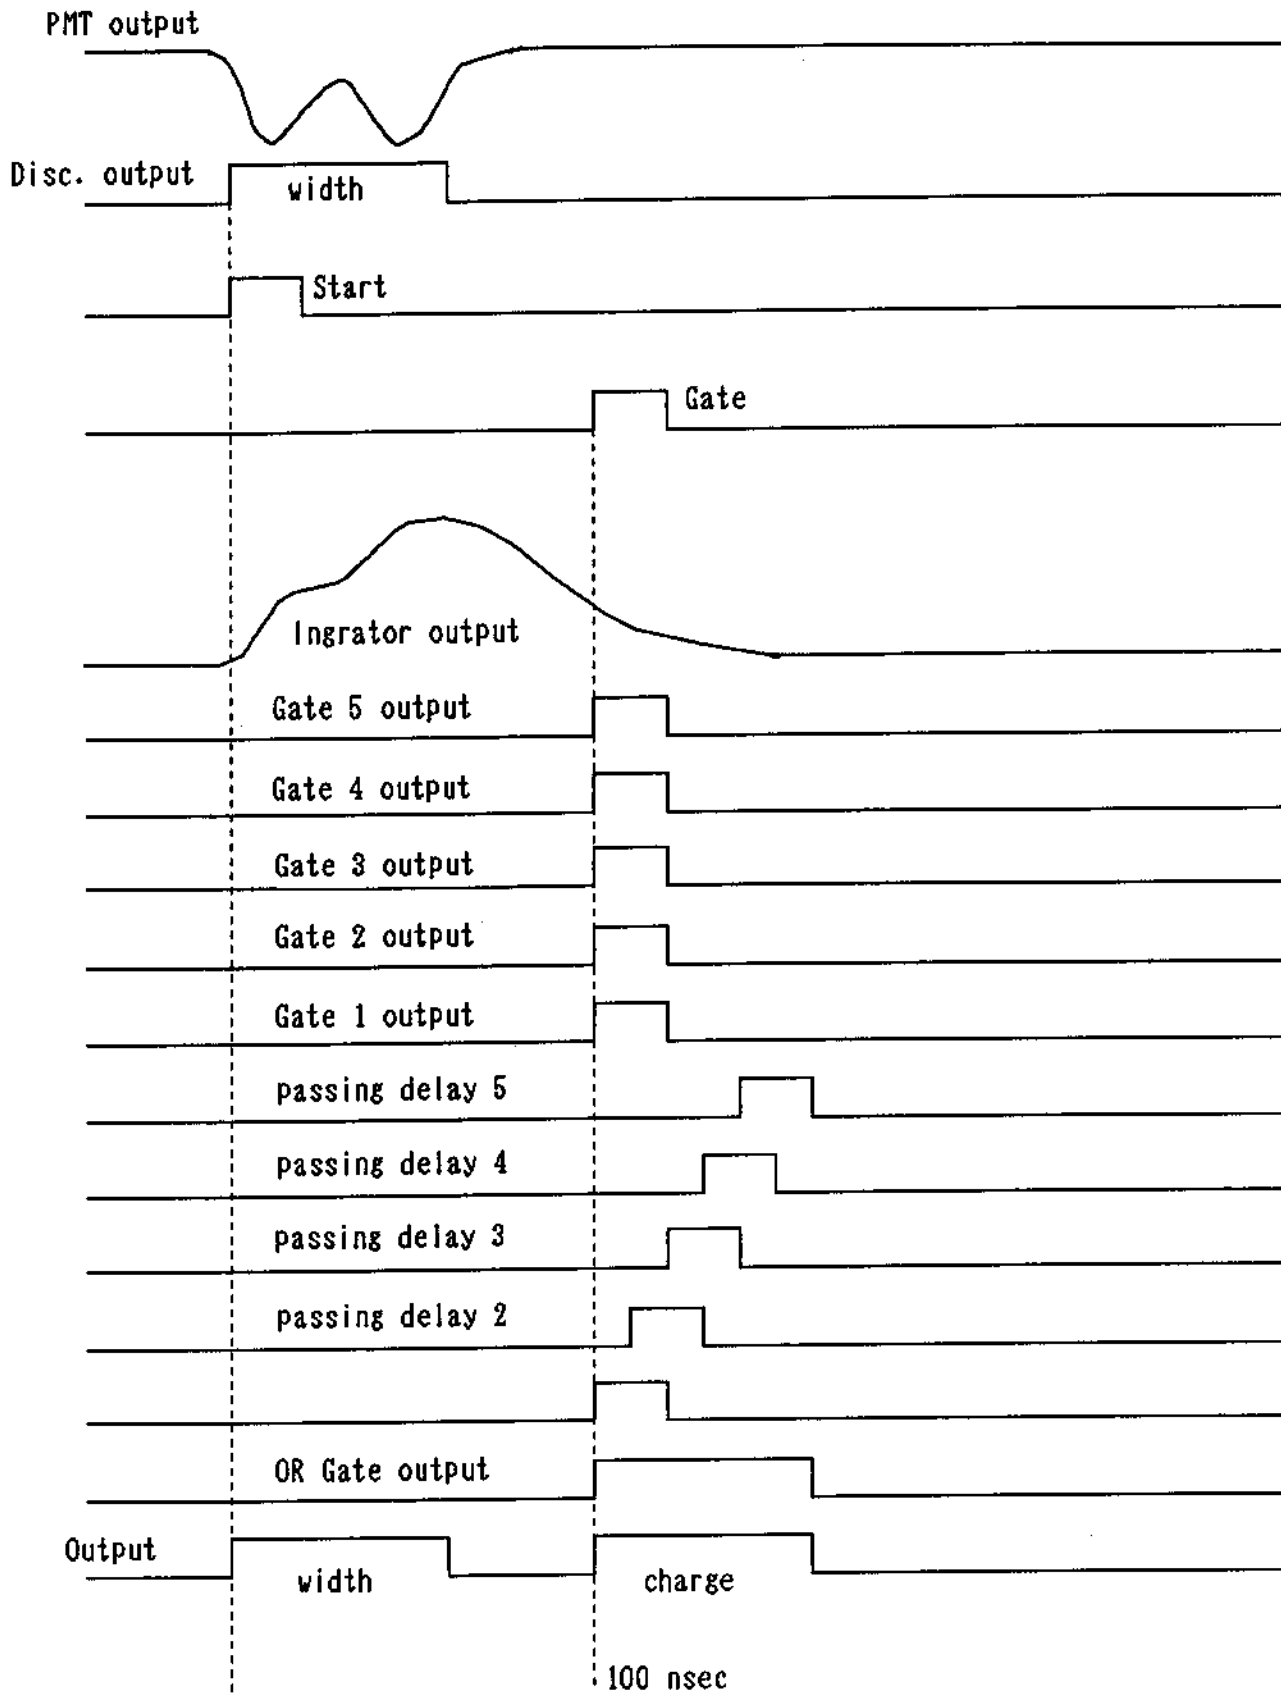 PMT output
Disc. output
width
Start
Gate
Ingrator output
Gate 5 output
Gate 4 output
Gate 3 output
Gate 2 output
Gate 1 output
passing delay 5
passing delay 4
passing delay 3
passing delay 2
OR Gate output
Output
width
charge
100 nsec